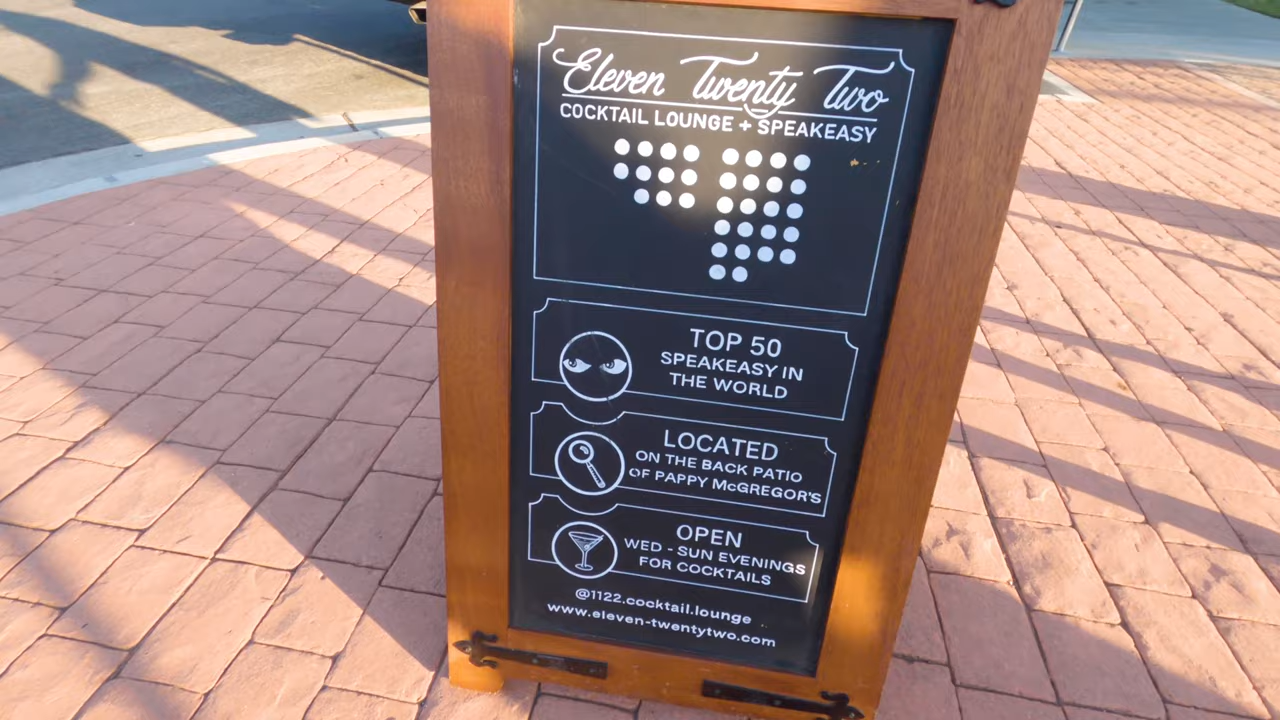 Eleven Twenty Two
COCKTAIL LOUNGE + SPEAKEASY
TOP 50
SPEAKEASY IN
THE WORLD
LOCATED
ON THE BACK PATIO
OF PAPPY McGREGOR'S
OPEN
WED - SUN EVENINGS
FOR COCKTAILS
@1122.cocktail.lounge
www.eleven-twentytwo.com